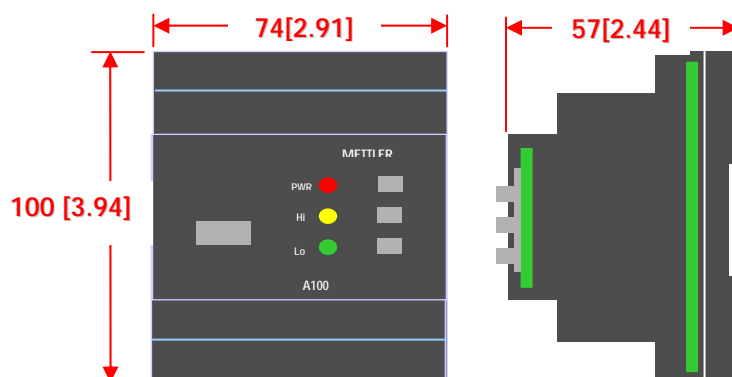 74[2.91]
57[2.44]
100 [3.94]
METTLER
PWR
Hi
Lo
A100